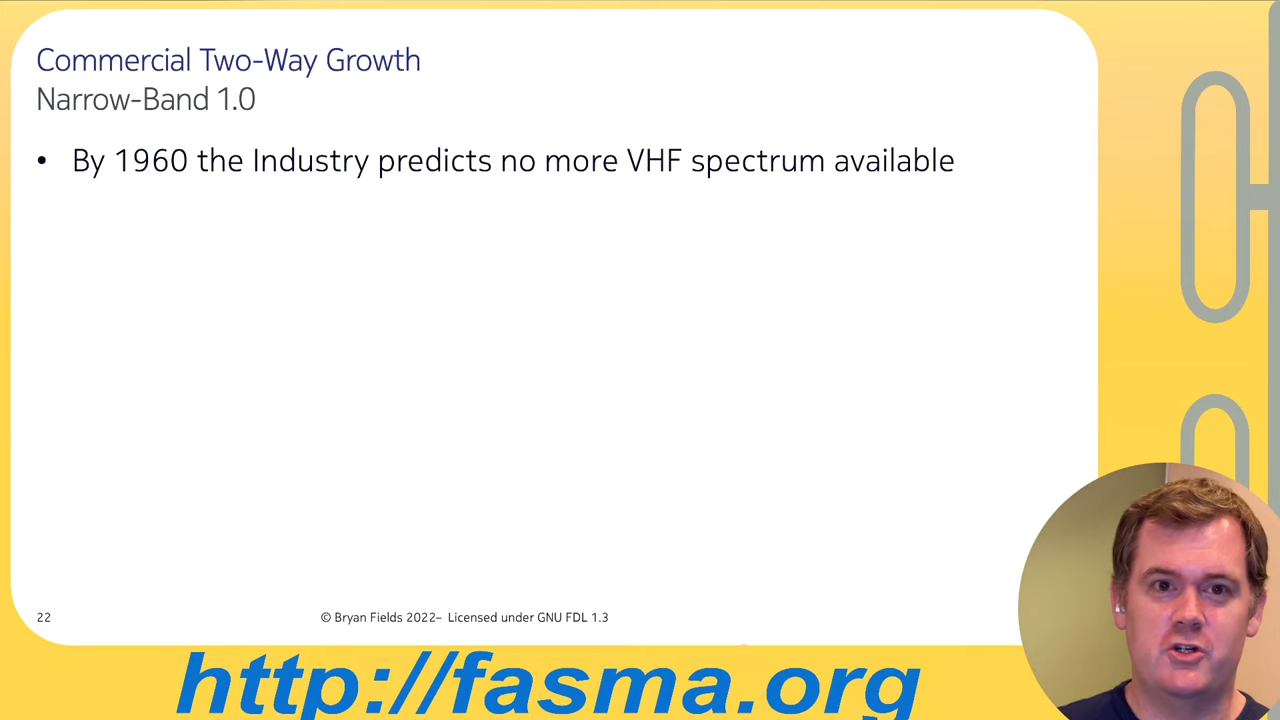 Commercial Two-Way Growth
Narrow-Band 1.0
• By 1960 the Industry predicts no more VHF spectrum available
22
© Bryan Fields 2022– Licensed under GNU FDL 1.3
http://fasma.org